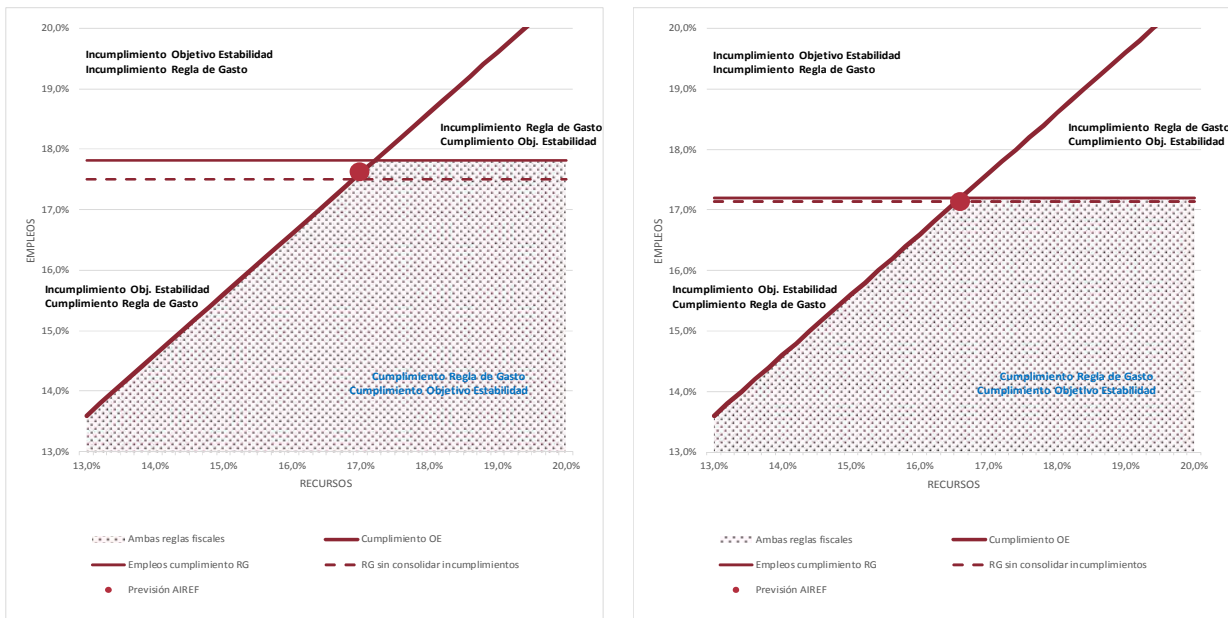 20,0%
Incumplimiento Objetivo Estabilidad
Incumplimiento Regla de Gasto
19,0%
Incumplimiento Regla de Gasto
Cumplimiento Obj. Estabilidad
18,0%
17,0%
EMPLEOS
16,0%
Incumplimiento Obj. Estabilidad
Cumplimiento Regla de Gasto
15,0%
14,0%
Cumplimiento Regla de Gasto
Cumplimiento Objetivo Estabilidad
13,0%
13,0% 14,0% 15,0% 16,0% 17,0% 18,0% 19,0% 20,0%
RECURSOS
Ambas reglas fiscales
Cumplimiento OE
Empleos cumplimiento RG
RG sin consolidar incumplimientos
Previsión AIREF
20,0%
Incumplimiento Objetivo Estabilidad
Incumplimiento Regla de Gasto
19,0%
Incumplimiento Regla de Gasto
Cumplimiento Obj. Estabilidad
18,0%
17,0%
EMPLEOS
16,0%
Incumplimiento Obj. Estabilidad
Cumplimiento Regla de Gasto
15,0%
14,0%
Cumplimiento Regla de Gasto
Cumplimiento Objetivo Estabilidad
13,0%
13,0% 14,0% 15,0% 16,0% 17,0% 18,0% 19,0% 20,0%
RECURSOS
Ambas reglas fiscales
Cumplimiento OE
Empleos cumplimiento RG
RG sin consolidar incumplimientos
Previsión AIREF